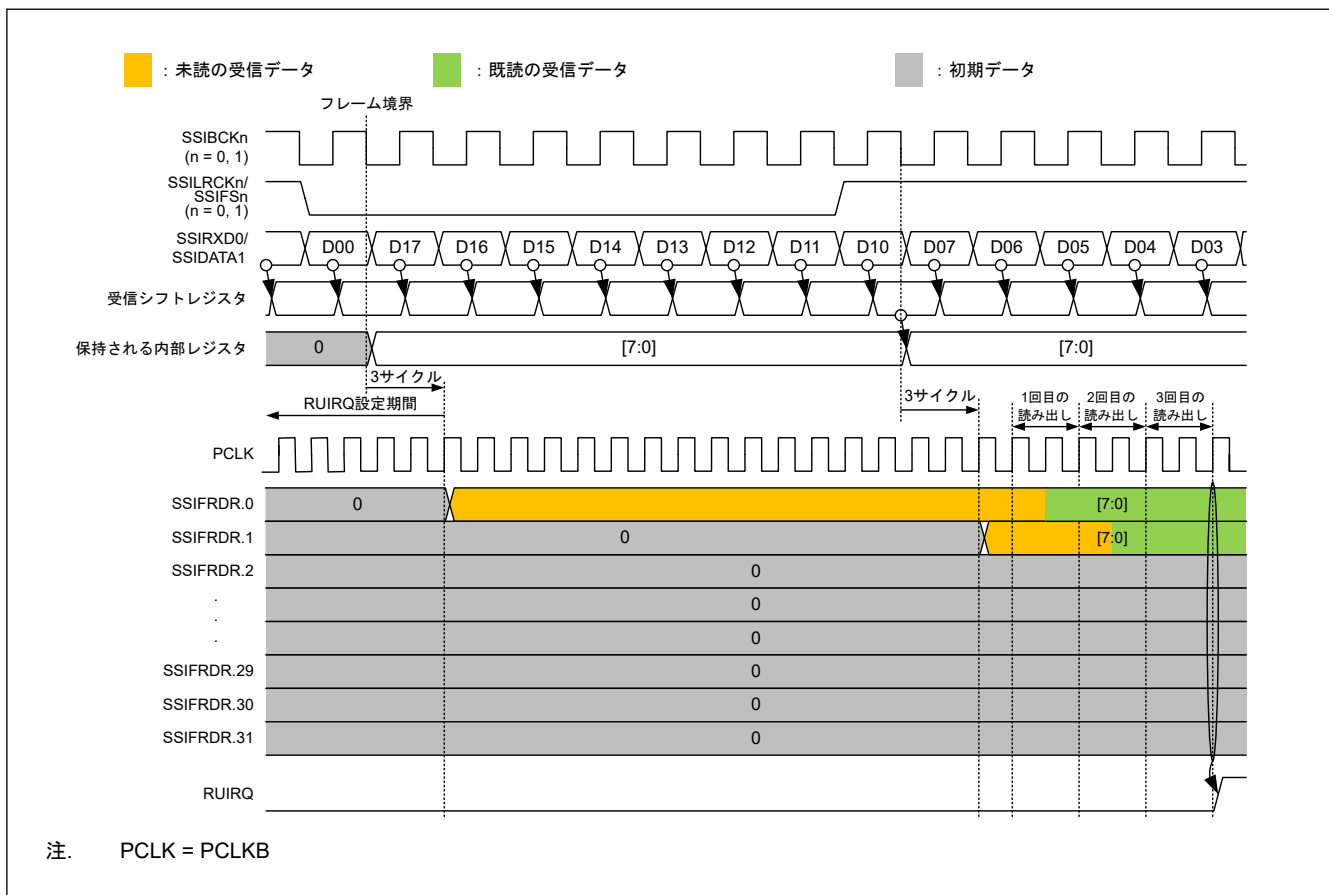 ：未読の受信データ
：既読の受信データ
：初期データ
フレーム境界
SSIBCKn
(n = 0, 1)
SSILRCKn/
SSIFSn
(n = 0, 1)
SSIRXD0/
SSIDATA1
D00 D17 D16 D15 D14 D13 D12 D11 D10 D07 D06 D05 D04 D03
受信シフトレジスタ
保持される内部レジスタ
0 [7:0] [7:0]
3サイクル
RUIRQ設定期間
3サイクル
1回目の
読み出し
2回目の
読み出し
3回目の
読み出し
PCLK
SSIFRDR.0 0 [7:0]
SSIFRDR.1 0 [7:0]
SSIFRDR.2 0
. 0
.
. 0
SSIFRDR.29 0
SSIFRDR.30 0
SSIFRDR.31 0
RUIRQ
注. PCLK = PCLKB